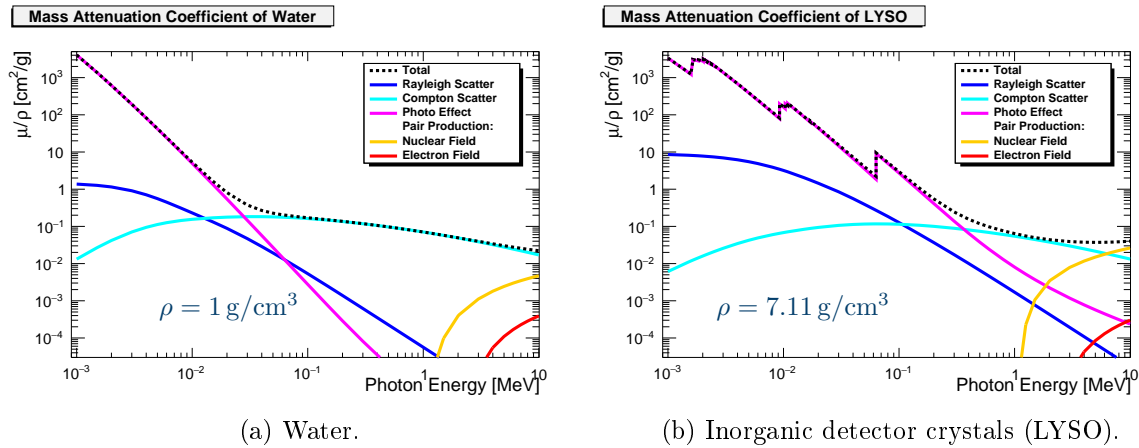 Mass Attenuation Coefficient of Water
μ/ρ [cm²/g]
10³
10²
10
1
10⁻¹
10⁻²
10⁻³
10⁻⁴
Total
Rayleigh Scatter
Compton Scatter
Photo Effect
Pair Production:
Nuclear Field
Electron Field
ρ = 1 g/cm³
10⁻³ 10⁻² 10⁻¹ 1 10
Photon Energy [MeV]
(a) Water.
Mass Attenuation Coefficient of LYSO
μ/ρ [cm²/g]
10³
10²
10
1
10⁻¹
10⁻²
10⁻³
10⁻⁴
Total
Rayleigh Scatter
Compton Scatter
Photo Effect
Pair Production:
Nuclear Field
Electron Field
ρ = 7.11 g/cm³
10⁻³ 10⁻² 10⁻¹ 1 10
Photon Energy [MeV]
(b) Inorganic detector crystals (LYSO).